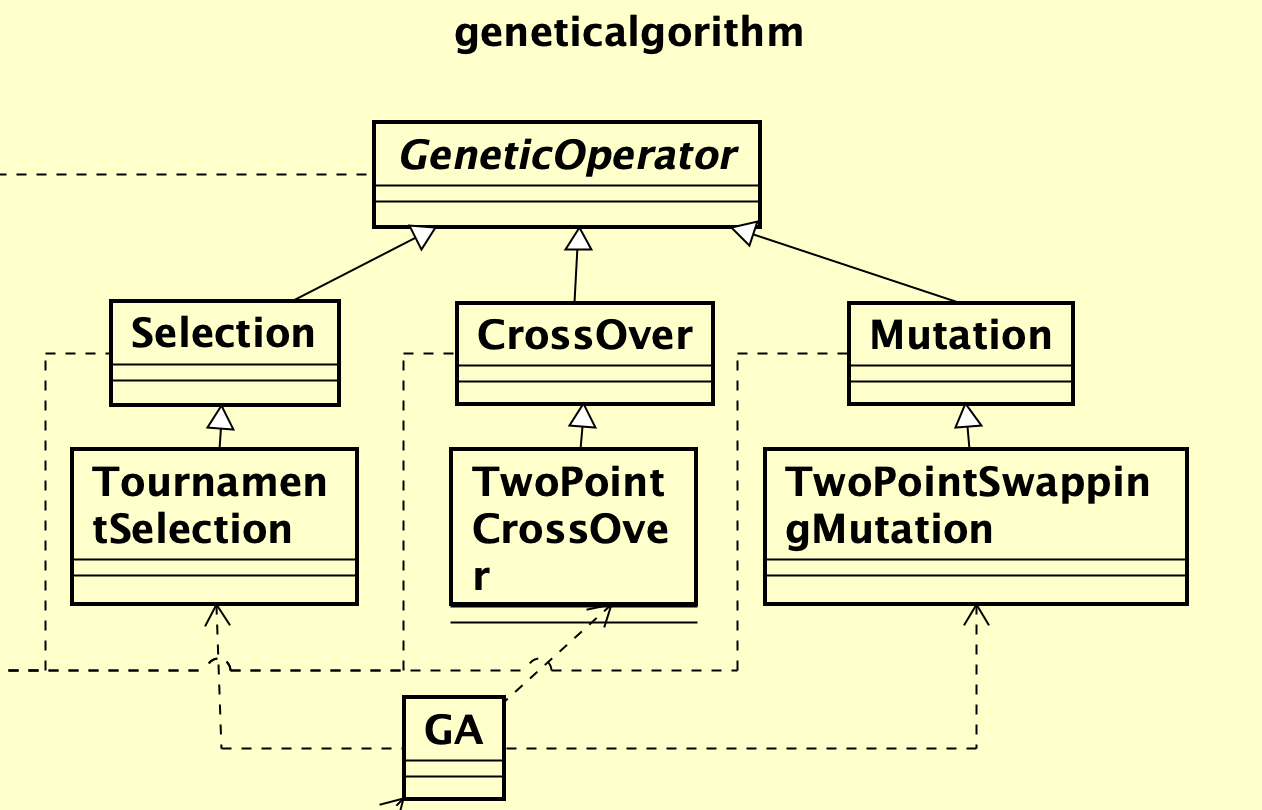 geneticalgorithm
GeneticOperator
Selection
CrossOver
Mutation
Tournamen
tSelection
TwoPoint
CrossOve
r
TwoPointSwappin
gMutation
GA